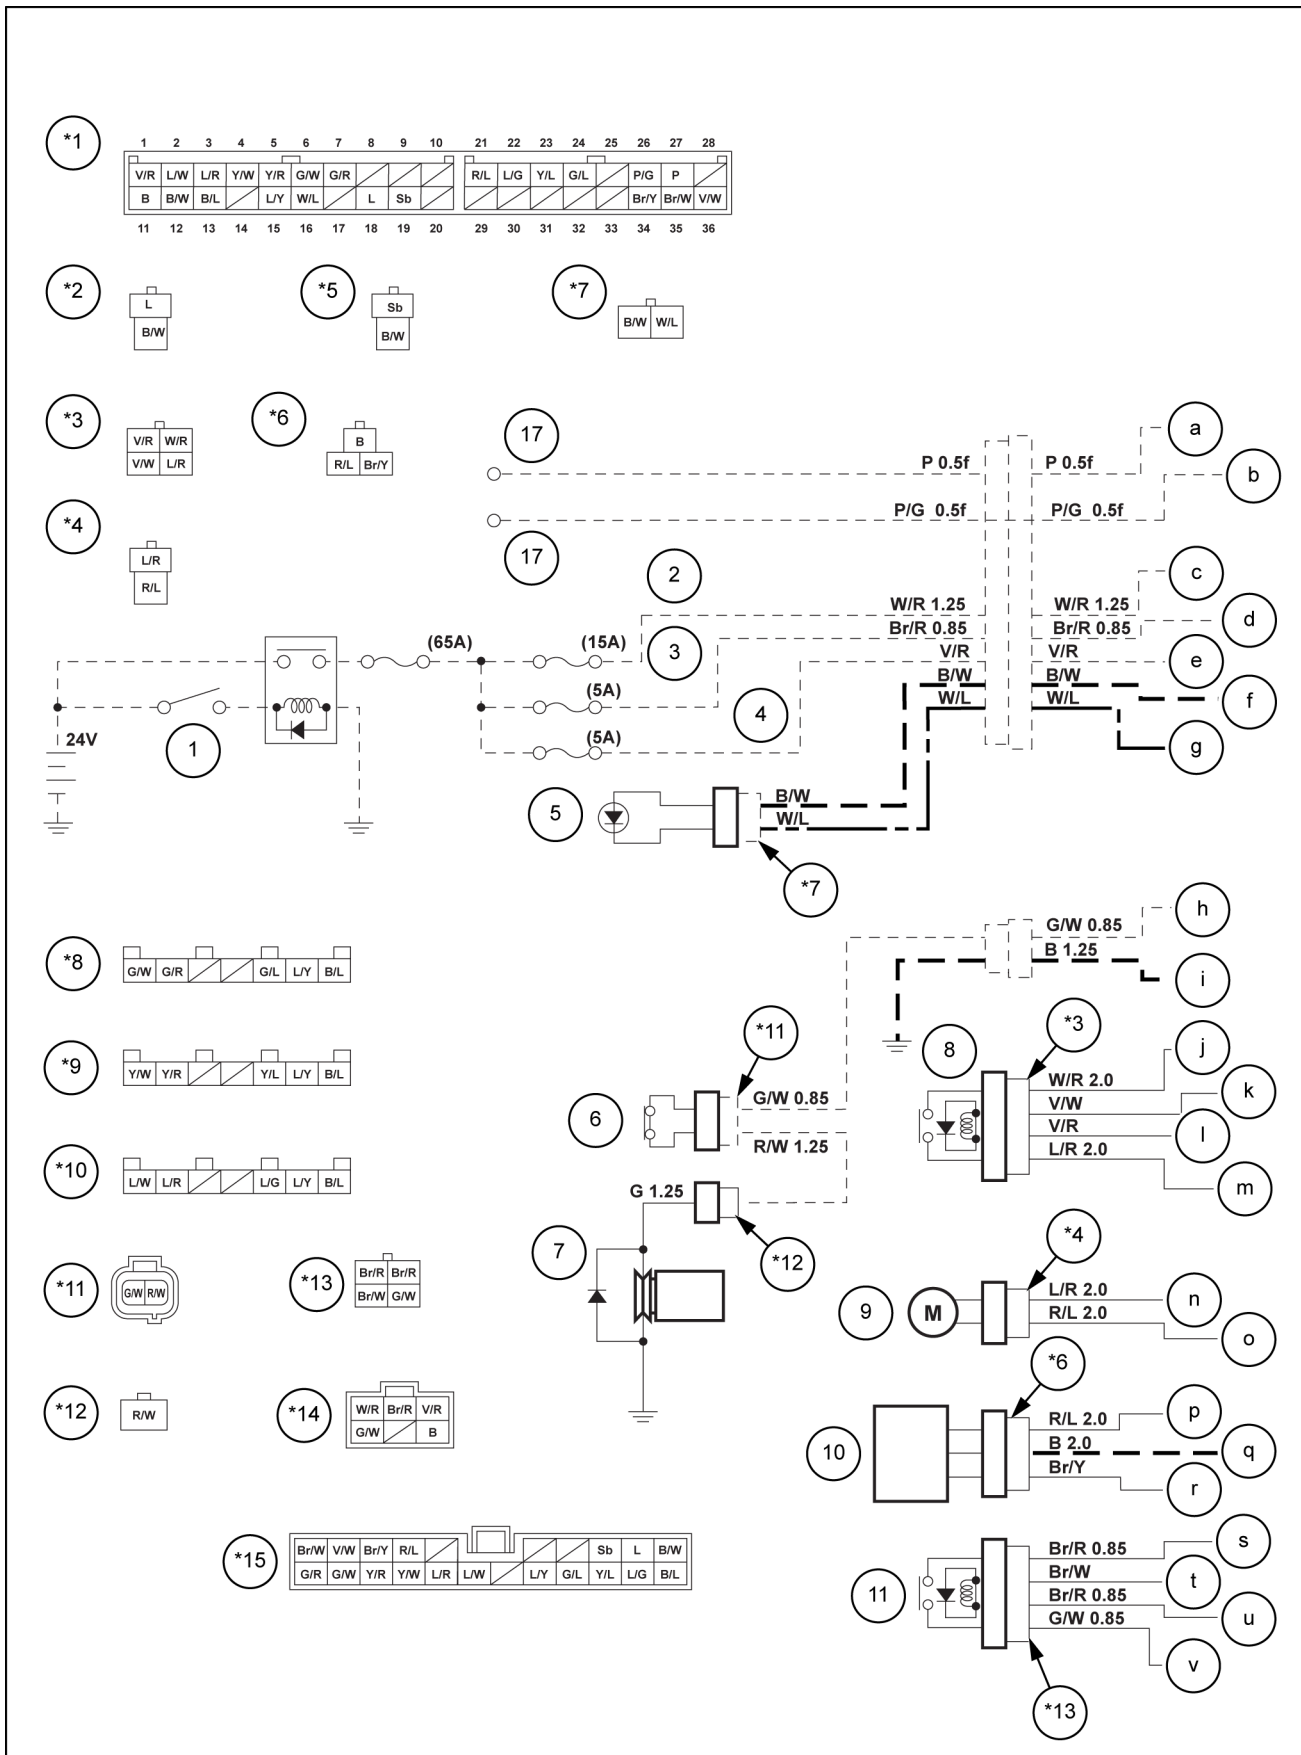 *1
1 2 3 4 5 6 7 8 9 10 21 22 23 24 25 26 27 28
V/R L/W L/R Y/W Y/R G/W G/R R/L L/G Y/L G/L P/G P
B B/W B/L L/Y W/L L Sb Br/Y Br/W V/W
11 12 13 14 15 16 17 18 19 20 29 30 31 32 33 34 35 36
*2
L
B/W
*5
Sb
B/W
*7
B/W W/L
*3
V/R W/R
V/W L/R
*6
B
R/L Br/Y
*4
L/R
R/L
17
P 0.5f P 0.5f
a
b
P/G 0.5f P/G 0.5f
17
2
c
W/R 1.25 W/R 1.25
d
Br/R 0.85 Br/R 0.85
3
(65A) (15A)
V/R V/R
e
B/W B/W
f
(5A)
W/L W/L
g
4
(5A)
24V
1
5
B/W
W/L
*7
h
G/W 0.85
B 1.25
i
*8
G/W G/R G/L L/Y B/L
*9
Y/W Y/R Y/L L/Y B/L
*10
L/W L/R L/G L/Y B/L
*11
G/W 0.85
6
R/W 1.25
G 1.25
7
*12
8
*3
j
W/R 2.0
k
V/W
V/R
l
L/R 2.0
m
*4
9
M
L/R 2.0
n
R/L 2.0
o
*11
G/W R/W
*13
Br/R Br/R
Br/W G/W
*12
R/W
*14
W/R Br/R V/R
G/W B
*6
10
R/L 2.0
p
B 2.0
q
Br/Y
r
*15
Br/W V/W Br/Y R/L Sb L B/W
G/R G/W Y/R Y/W L/R L/W L/Y G/L Y/L L/G B/L
11
Br/R 0.85
s
Br/W
t
Br/R 0.85
u
G/W 0.85
v
*13